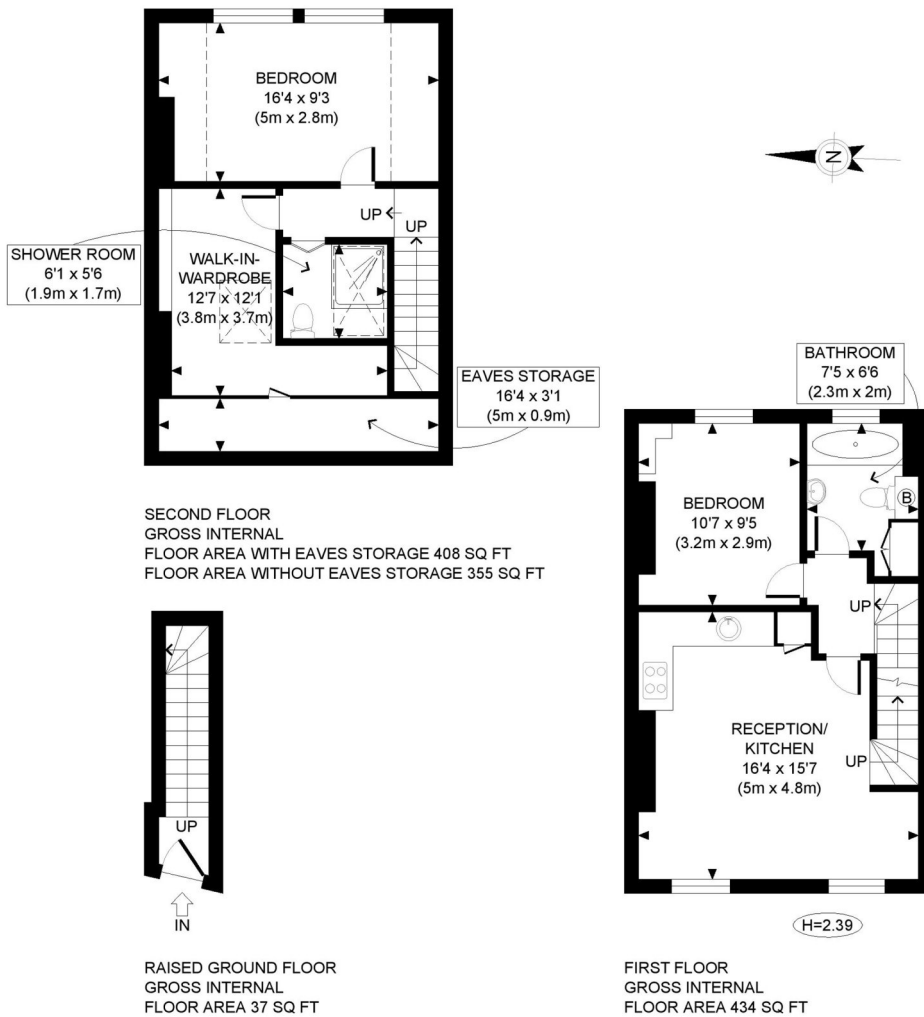 BEDROOM
16'4 x 9'3
(5m x 2.8m)
N
UP
UP
SHOWER ROOM
6'1 x 5'6
(1.9m x 1.7m)
WALK-IN-
WARDROBE
12'7 x 12'1
(3.8m x 3.7m)
EAVES STORAGE
16'4 x 3'1
(5m x 0.9m)
SECOND FLOOR
GROSS INTERNAL
FLOOR AREA WITH EAVES STORAGE 408 SQ FT
FLOOR AREA WITHOUT EAVES STORAGE 355 SQ FT
BATHROOM
7'5 x 6'6
(2.3m x 2m)
BEDROOM
10'7 x 9'5
(3.2m x 2.9m)
B
UP
RECEPTION/
KITCHEN
16'4 x 15'7
(5m x 4.8m)
UP
H=2.39
FIRST FLOOR
GROSS INTERNAL
FLOOR AREA 434 SQ FT
UP
IN
RAISED GROUND FLOOR
GROSS INTERNAL
FLOOR AREA 37 SQ FT